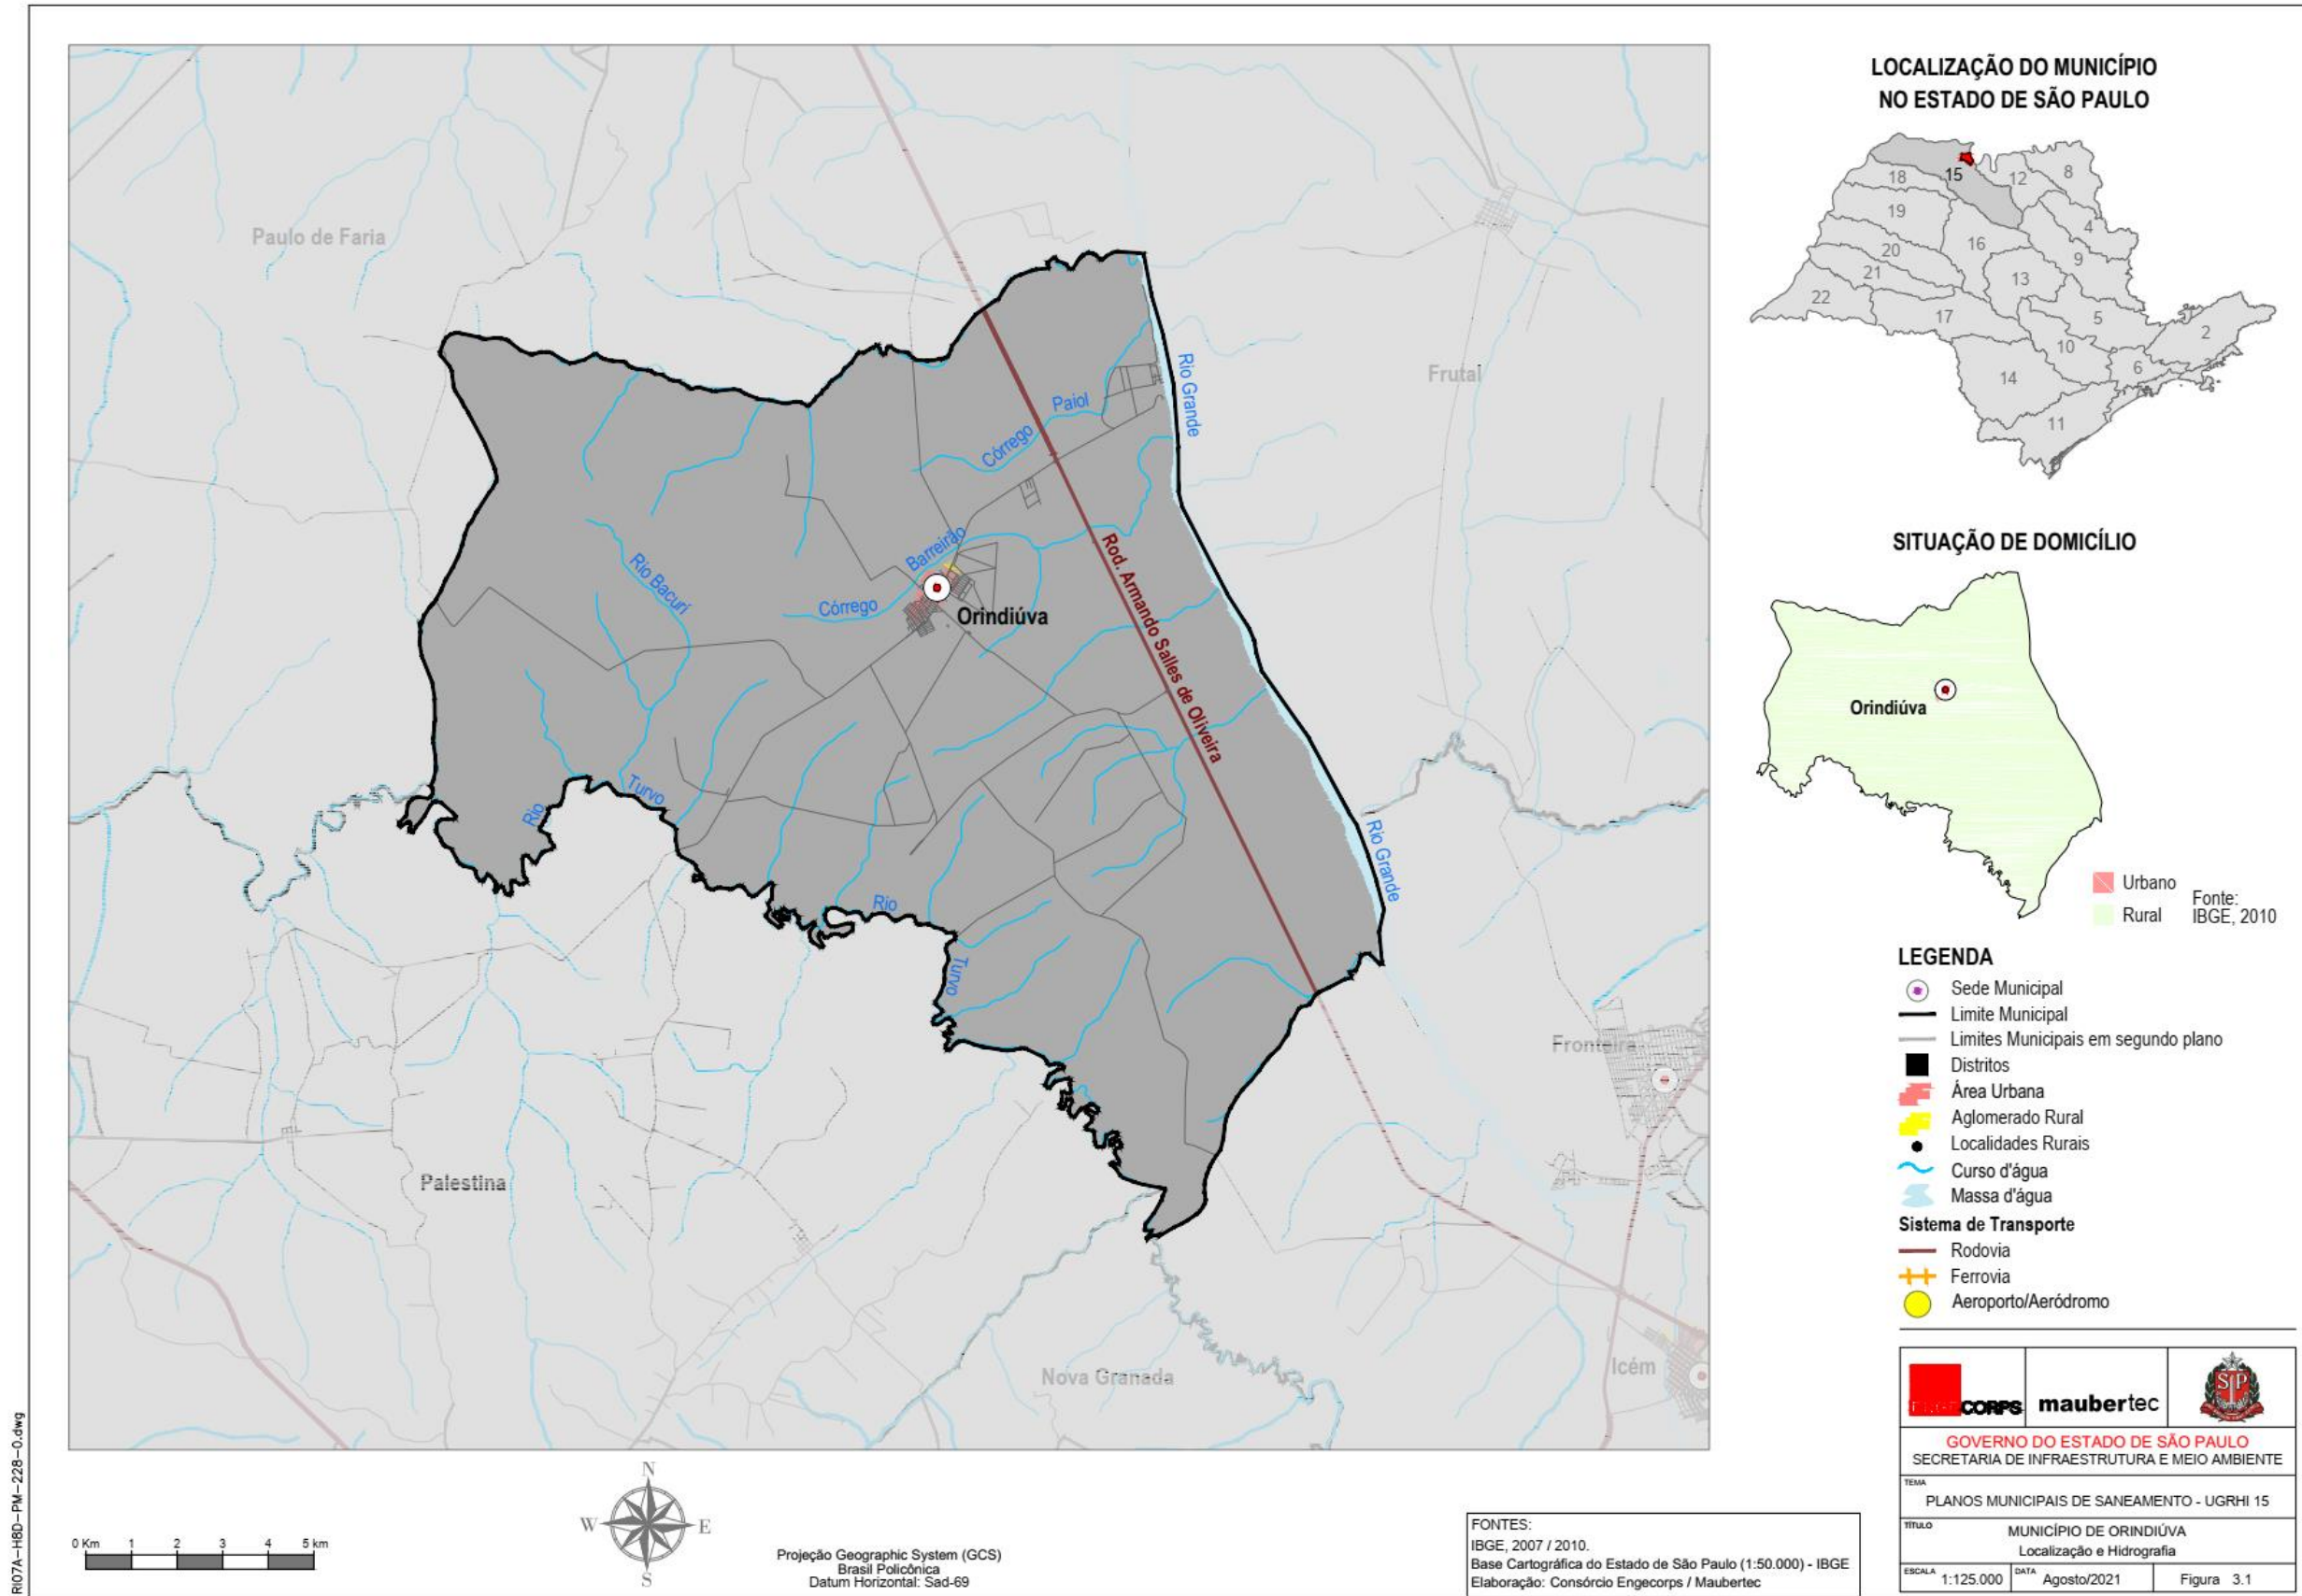 Paulo de Faria
Frutal
Rio Grande
Córrego Paiol
Rio Bacurí
Córrego Barreirão
Orindiúva
Rod. Armando Salles de Oliveira
Rio Turvo
Rio Grande
Rio
Turvo
Fronteira
Palestina
Nova Granada
Icém
LOCALIZAÇÃO DO MUNICÍPIO
NO ESTADO DE SÃO PAULO
18
15
12
8
19
4
16
20
9
21
13
22
17
5
2
10
6
14
11
SITUAÇÃO DE DOMICÍLIO
Orindiúva
Urbano
Rural
Fonte:
IBGE, 2010
LEGENDA
Sede Municipal
Limite Municipal
Limites Municipais em segundo plano
Distritos
Área Urbana
Aglomerado Rural
Localidades Rurais
Curso d'água
Massa d'água
Sistema de Transporte
Rodovia
Ferrovia
Aeroporto/Aeródromo
CORPS
maubertec
SP
GOVERNO DO ESTADO DE SÃO PAULO
SECRETARIA DE INFRAESTRUTURA E MEIO AMBIENTE
TEMA
PLANOS MUNICIPAIS DE SANEAMENTO - UGRHI 15
TÍTULO
MUNICÍPIO DE ORINDIÚVA
Localização e Hidrografia
ESCALA 1:125.000
DATA Agosto/2021
Figura 3.1
0 Km 1 2 3 4 5 km
N
W E
S
Projeção Geographic System (GCS)
Brasil Policônica
Datum Horizontal: Sad-69
FONTES:
IBGE, 2007 / 2010.
Base Cartográfica do Estado de São Paulo (1:50.000) - IBGE
Elaboração: Consórcio Engecorps / Maubertec
RI07A-H8D-PM-228-0.dwg